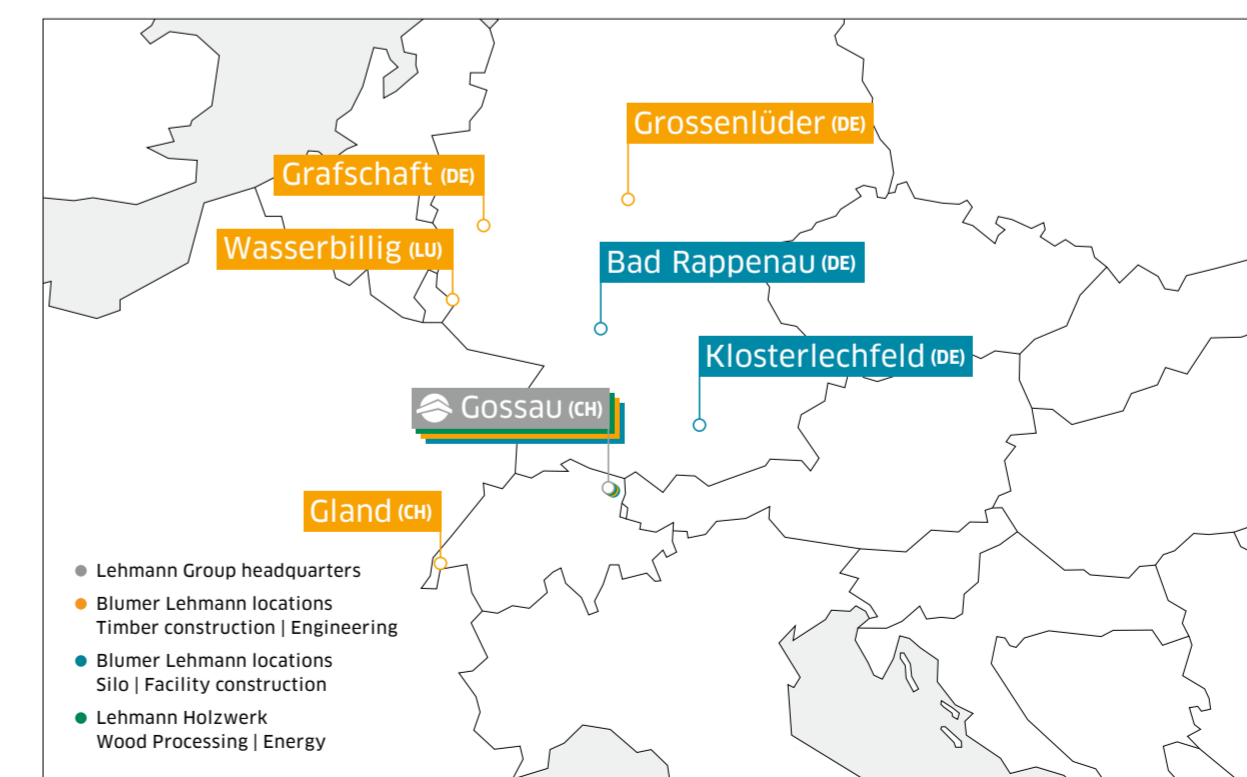 Grossenlüder (DE)
Grafschaft (DE)
Wasserbillig (LU)
Bad Rappenau (DE)
Klosterlechfeld (DE)
Gossau (CH)
Gland (CH)
Lehmann Group headquarters
Blumer Lehmann locations
Timber construction | Engineering
Blumer Lehmann locations
Silo | Facility construction
Lehmann Holzwerk
Wood Processing | Energy